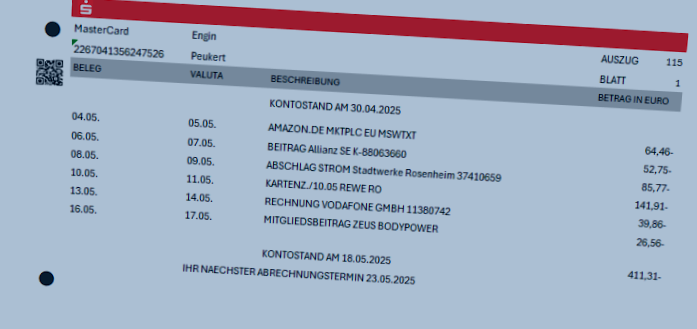 MasterCard Engin AUSZUG 115
2267041356247526 Peukert BLATT 1
BELEG VALUTA BESCHREIBUNG BETRAG IN EURO
KONTOSTAND AM 30.04.2025
04.05. 05.05. AMAZON.DE MKTPLC EU MSWTXT 64,46-
06.05. 07.05. BEITRAG Allianz SE K-88063660 52,75-
08.05. 09.05. ABSCHLAG STROM Stadtwerke Rosenheim 37410659 85,77-
10.05. 11.05. KARTENZ./10.05 REWE RO 141,91-
13.05. 14.05. RECHNUNG VODAFONE GMBH 11380742 39,86-
16.05. 17.05. MITGLIEDSBEITRAG ZEUS BODYPOWER 26,56-
KONTOSTAND AM 18.05.2025 411,31-
IHR NAECHSTER ABRECHNUNGSTERMIN 23.05.2025